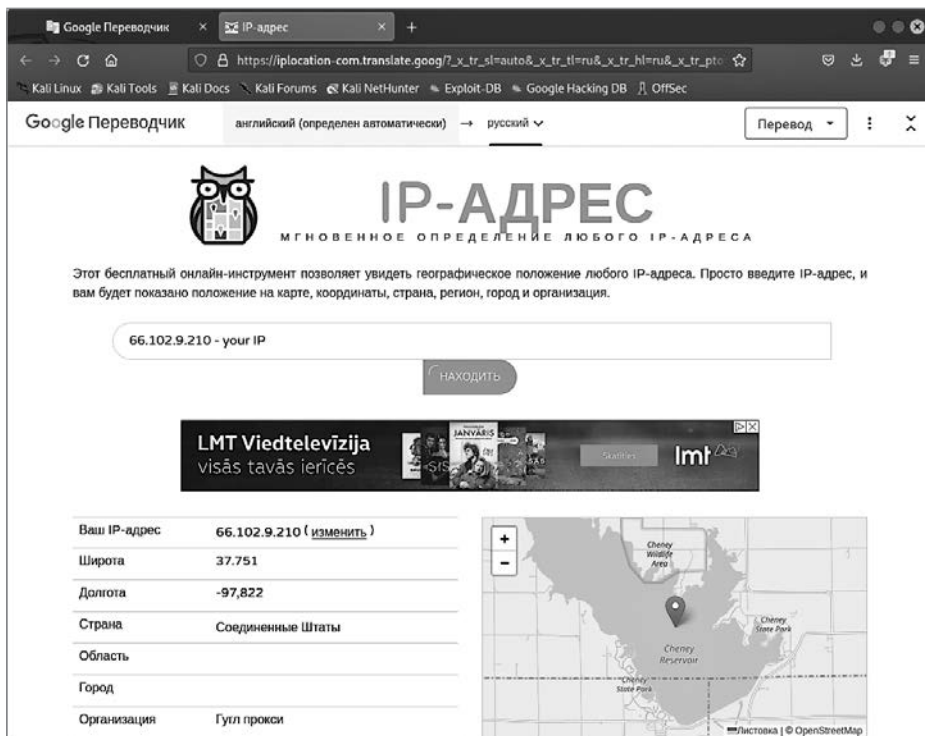 Google Переводчик × IP-адрес × +
https://iplocation-com.translate.goog/?_x_tr_sl=auto&_x_tr_tl=ru&_x_tr_hl=ru&_x_tr_pto
Kali Linux Kali Tools Kali Docs Kali Forums Kali NetHunter Exploit-DB Google Hacking DB OffSec
Google Переводчик английский (определен автоматически) → русский Перевод
IP-АДРЕС
МГНОВЕННОЕ ОПРЕДЕЛЕНИЕ ЛЮБОГО IP-АДРЕСА
Этот бесплатный онлайн-инструмент позволяет увидеть географическое положение любого IP-адреса. Просто введите IP-адрес, и
вам будет показано положение на карте, координаты, страна, регион, город и организация.
66.102.9.210 - your IP
НАХОДИТЬ
LMT Viedtelevīzija
visās tavās ierīcēs
JANVĀRIS
Skatīties
lmt
Ваш IP-адрес 66.102.9.210 ( изменить )
Широта 37.751
Долгота -97,822
Страна Соединенные Штаты
Область
Город
Организация Гугл прокси
+
−
Cheney
Wildlife
Area
Cheney
State Park
Cheney
Reservoir
Cheney
State Park
Листовка | © OpenStreetMap